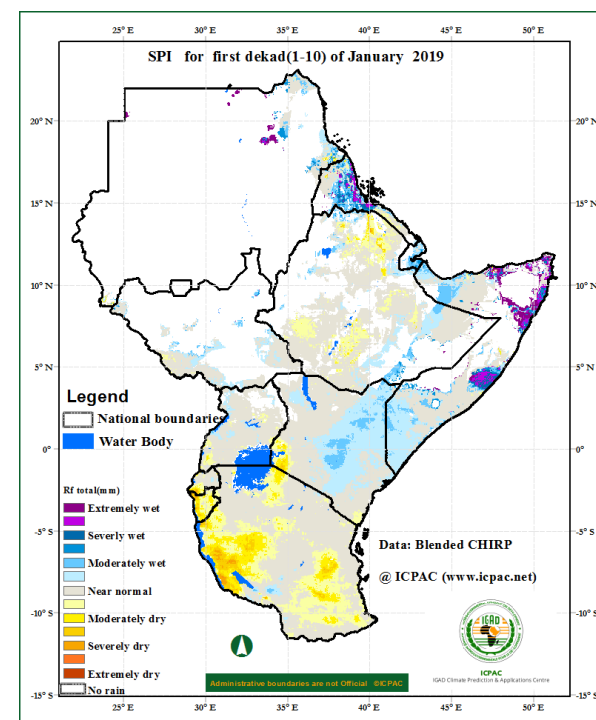 25° E 30° E 35° E 40° E 45° E 50° E
SPI for first dekad(1-10) of January 2019
20° N 20° N
15° N 15° N
10° N 10° N
5° N 5° N
Legend
National boundaries
Water Body
0° 0°
Rf total(mm)
Extremely wet
Severly wet
Moderately wet
Near normal
Moderately dry
Severely dry
Extremely dry
No rain
-5° S -5° S
Data: Blended CHIRP
@ ICPAC (www.icpac.net)
-10° S -10° S
IGAD
ICPAC
IGAD Climate Prediction & Applications Centre
Administrative boundaries are not Official ©ICPAC
-15° S -15° S
25° E 30° E 35° E 40° E 45° E 50° E